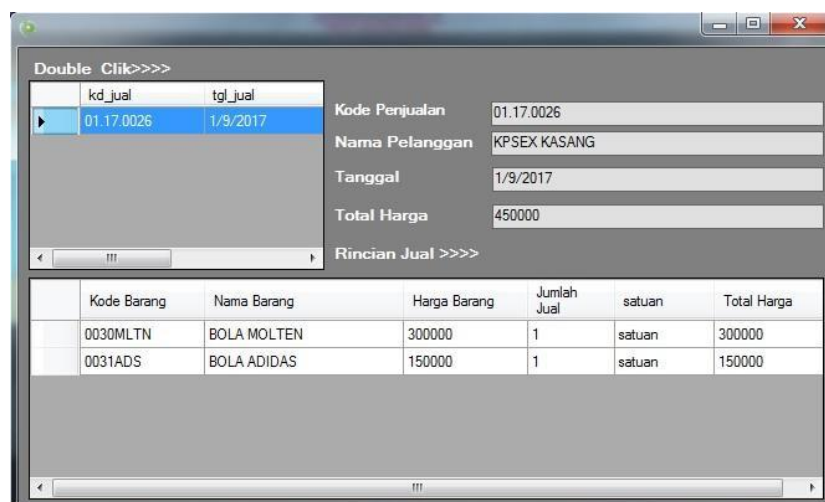 Double Clik>>>>
kd_jual tgl_jual
01.17.0026 1/9/2017
Kode Penjualan 01.17.0026
Nama Pelanggan KPSEX KASANG
Tanggal 1/9/2017
Total Harga 450000
Rincian Jual >>>>
Kode Barang Nama Barang Harga Barang Jumlah Jual satuan Total Harga
0030MLTN BOLA MOLTEN 300000 1 satuan 300000
0031ADS BOLA ADIDAS 150000 1 satuan 150000